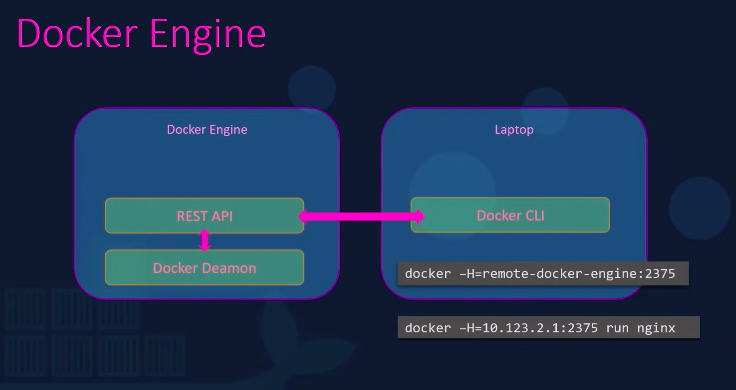 Docker Engine
Docker Engine
Laptop
REST API
Docker CLI
Docker Deamon
docker –H=remote-docker-engine:2375
docker –H=10.123.2.1:2375 run nginx